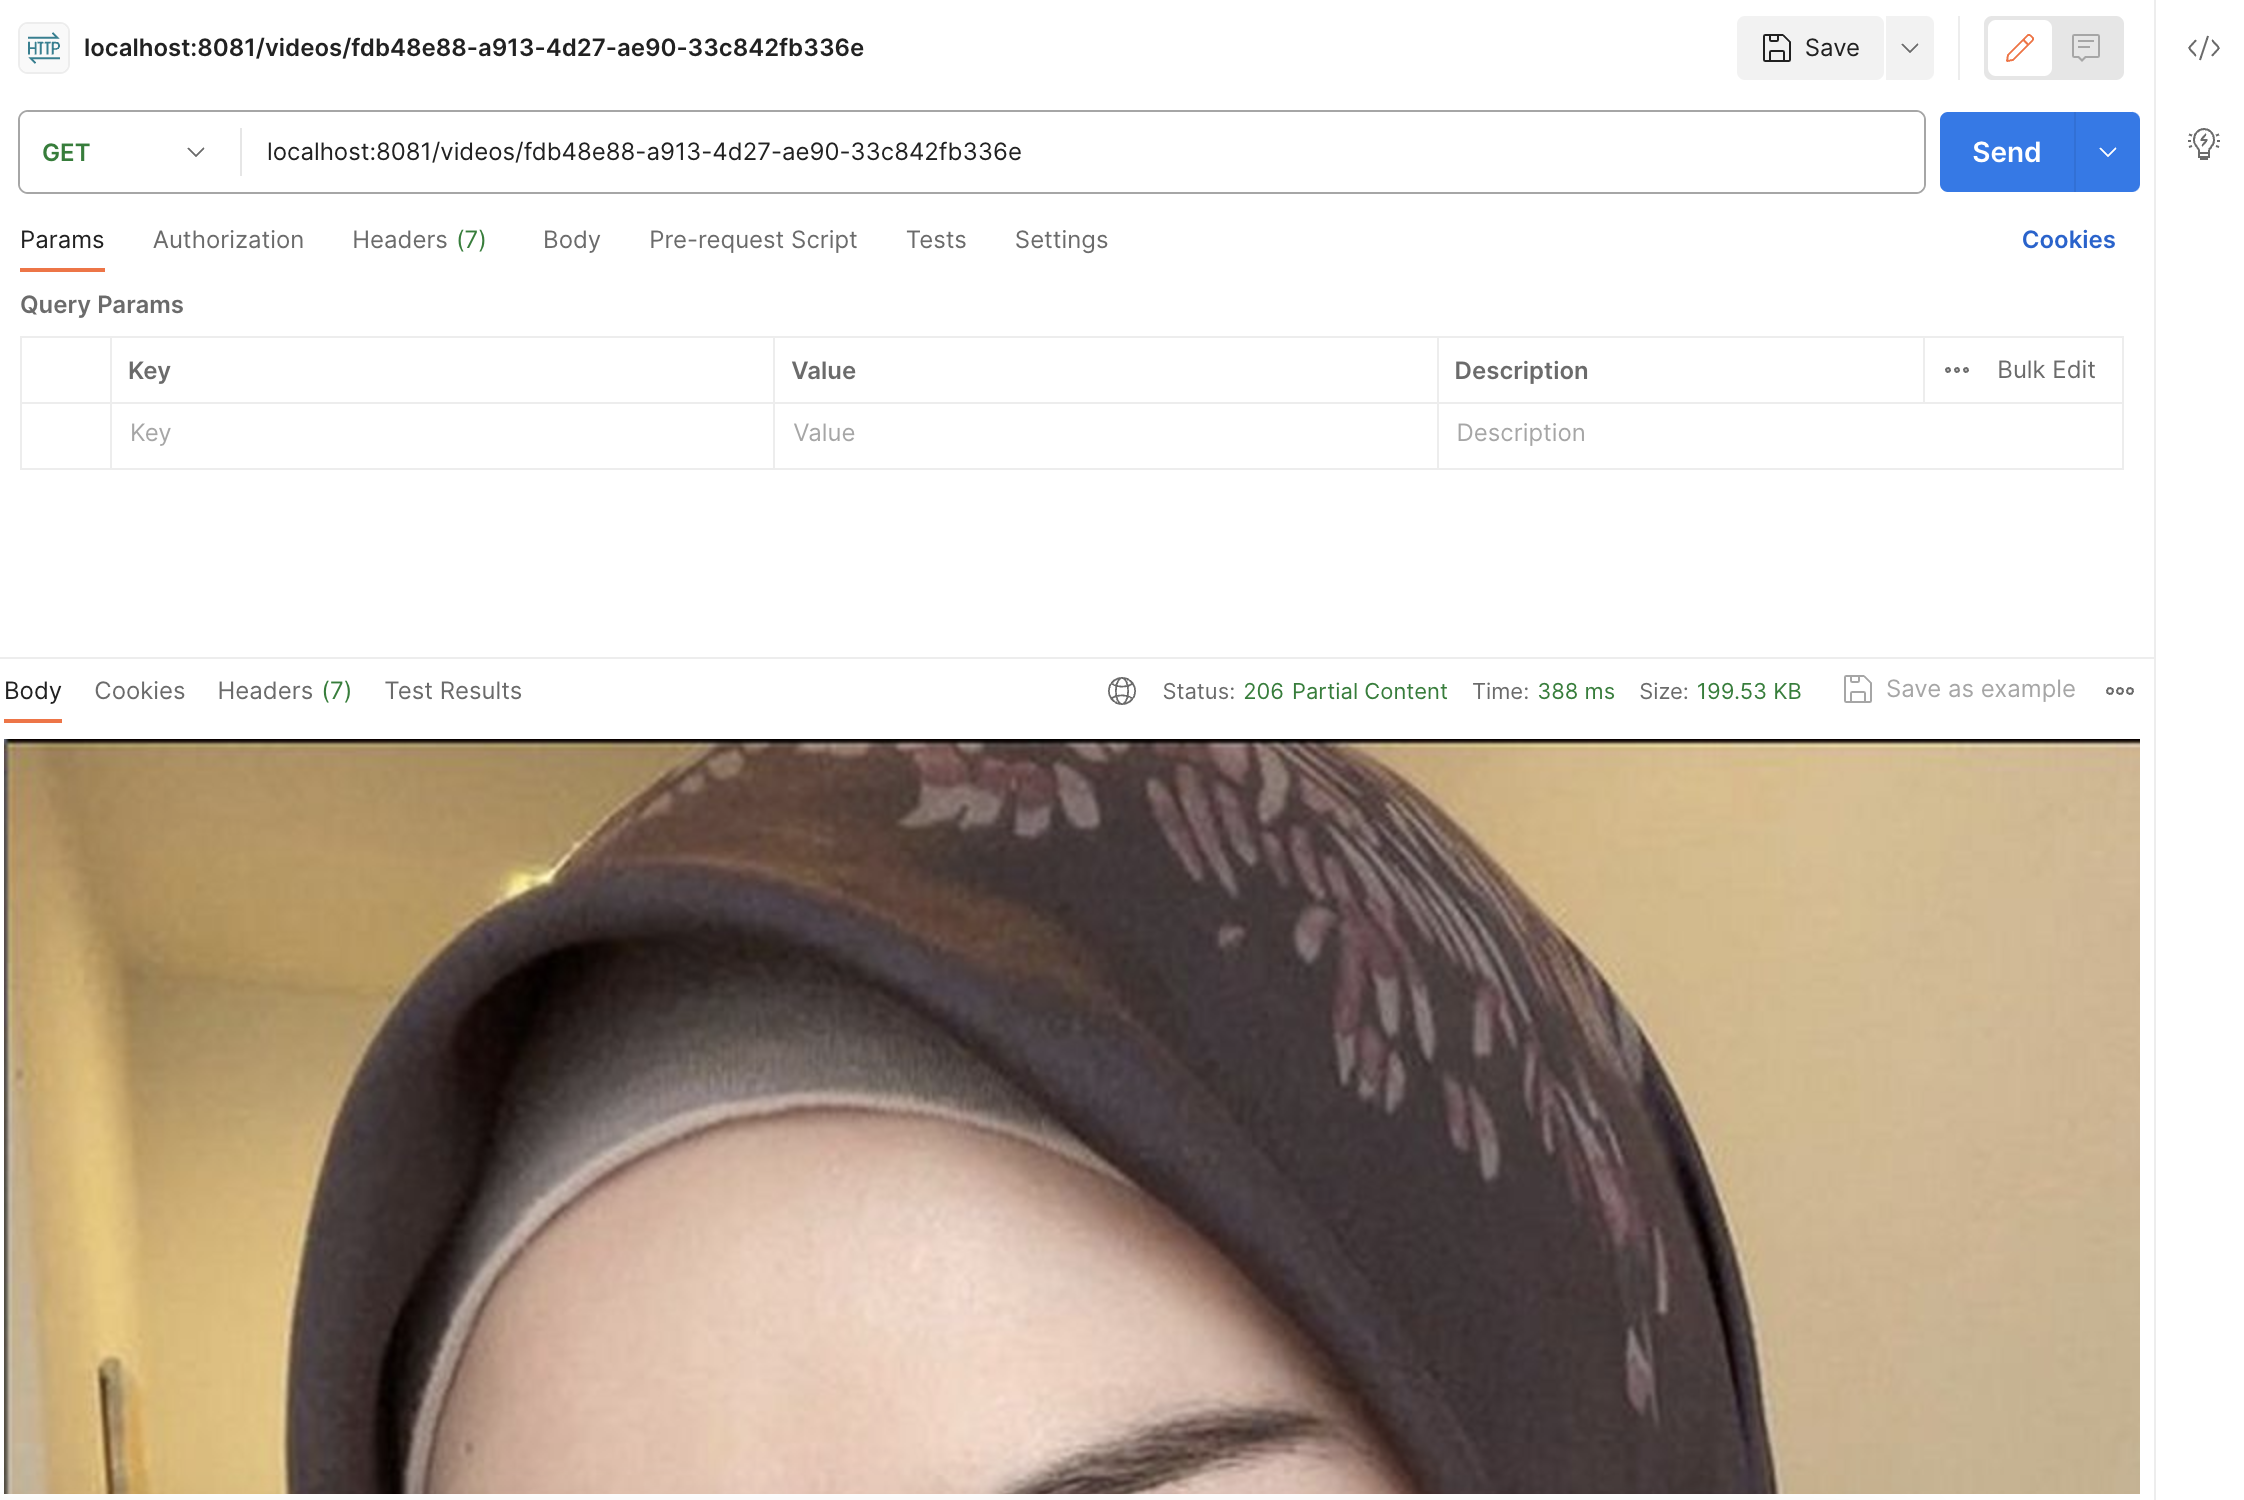 HTTP localhost:8081/videos/fdb48e88-a913-4d27-ae90-33c842fb336e Save
GET localhost:8081/videos/fdb48e88-a913-4d27-ae90-33c842fb336e Send
Params Authorization Headers (7) Body Pre-request Script Tests Settings Cookies
Query Params
Key Value Description Bulk Edit
Key Value Description
Body Cookies Headers (7) Test Results Status: 206 Partial Content Time: 388 ms Size: 199.53 KB Save as example